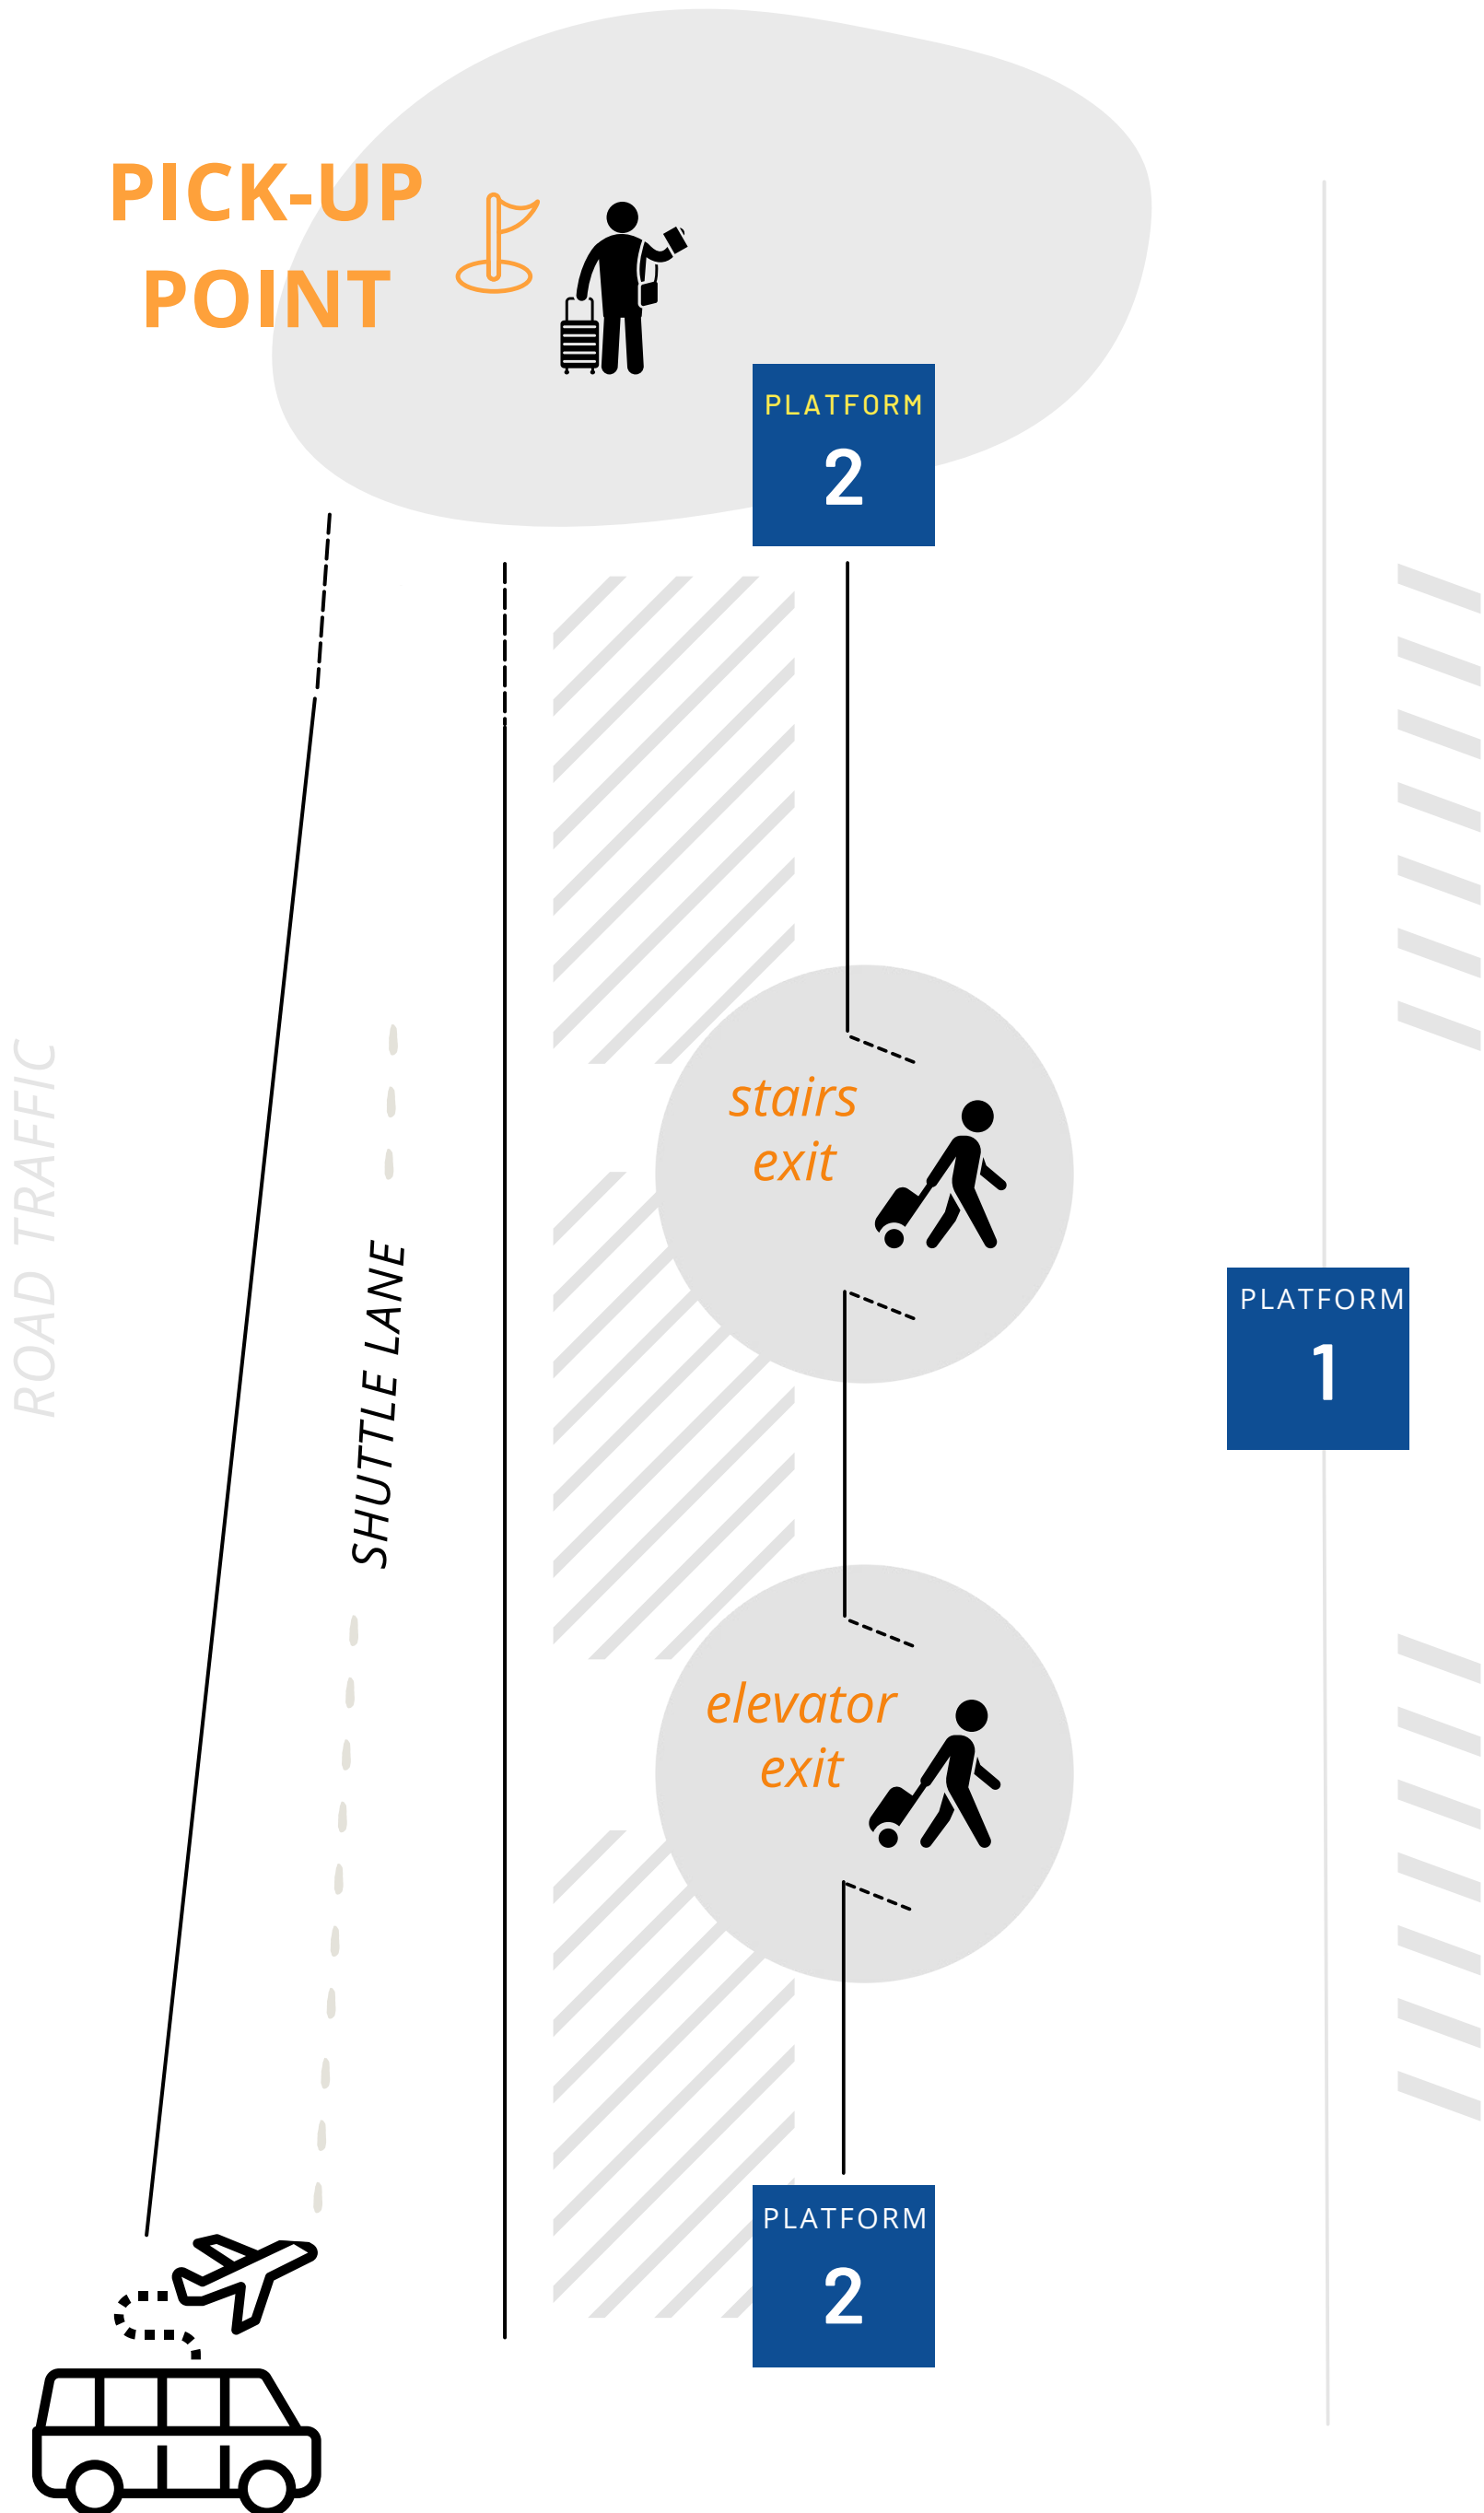 PICK-UP
POINT
PLATFORM
2
stairs
exit
ROAD TRAFFIC
SHUTTLE LANE
PLATFORM
1
elevator
exit
PLATFORM
2